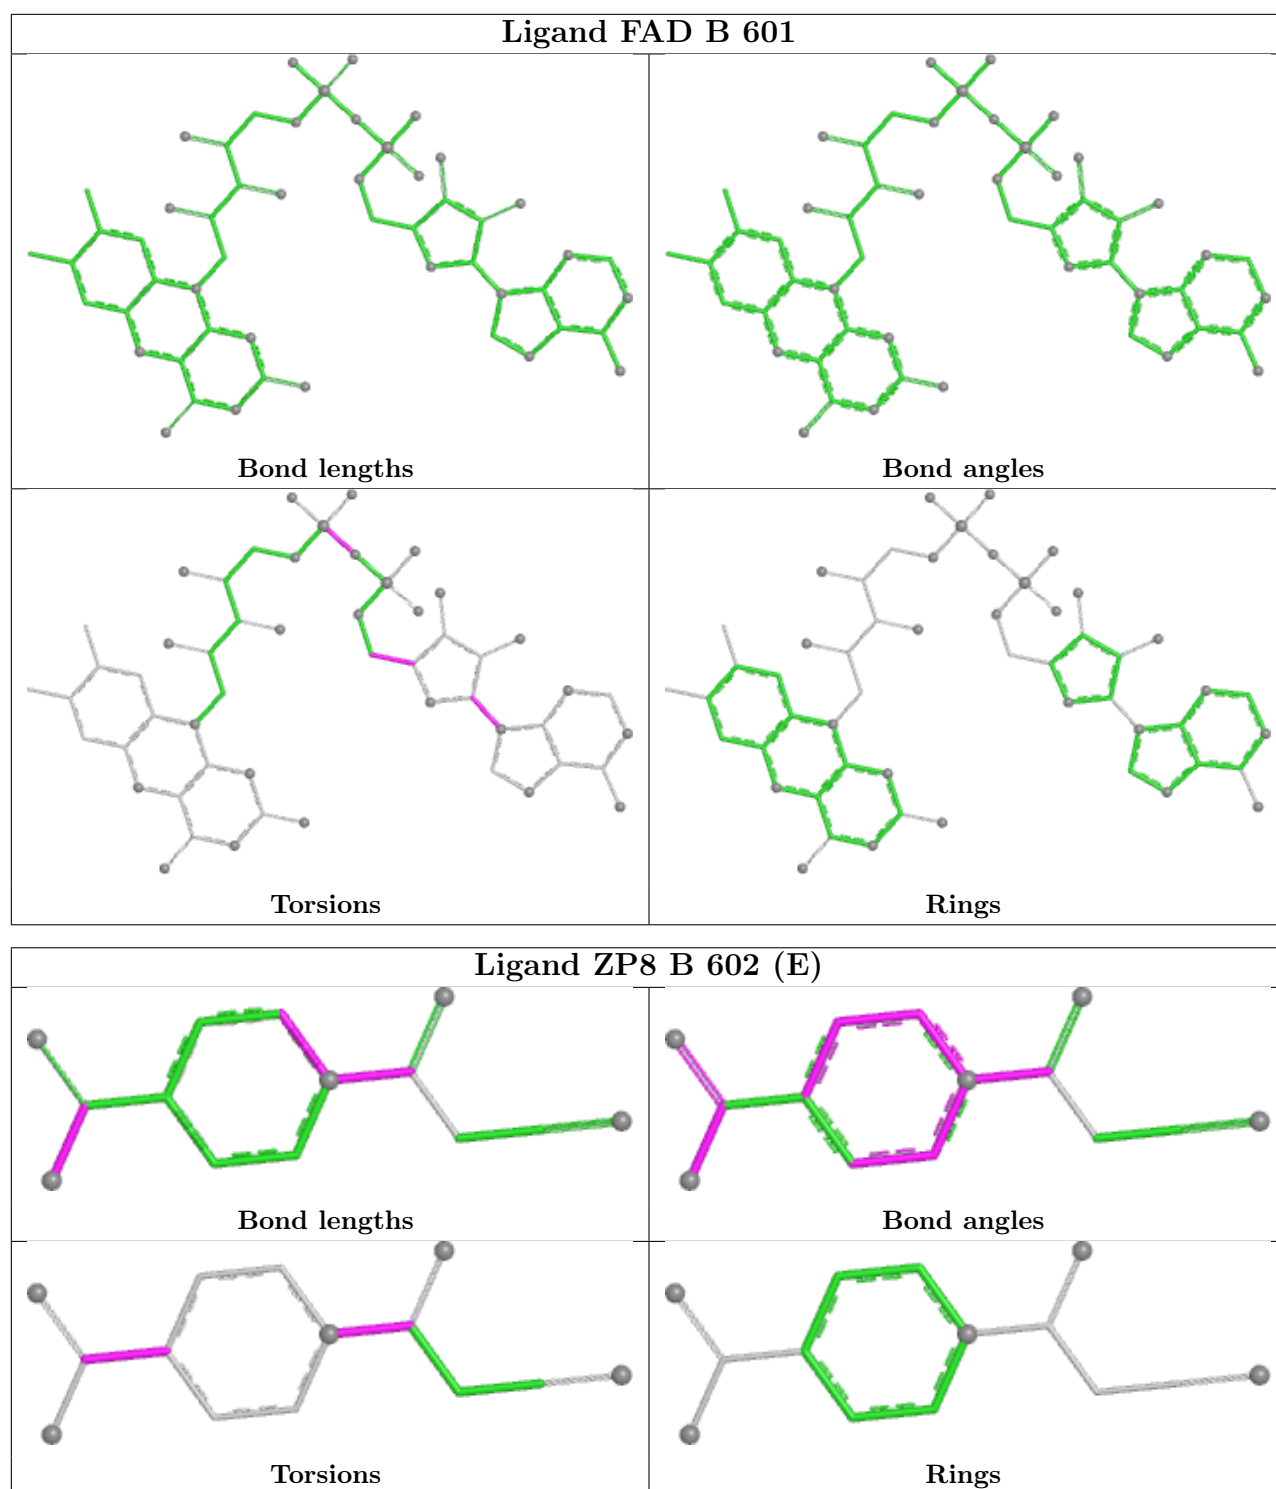 Ligand FAD B 601
Bond lengths
Bond angles
Torsions
Rings
Ligand ZP8 B 602 (E)
Bond lengths
Bond angles
Torsions
Rings